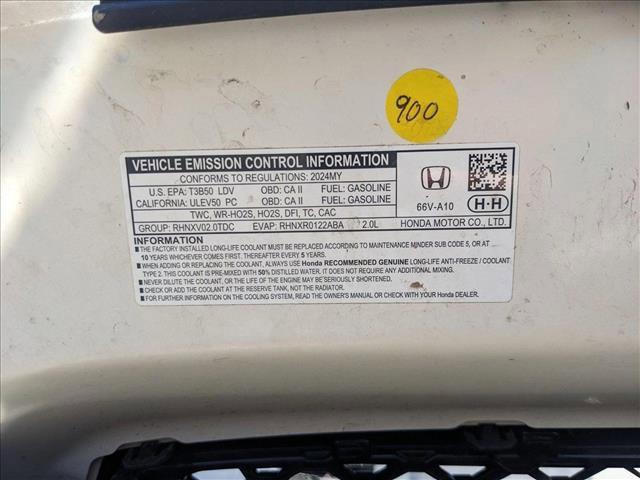 900
VEHICLE EMISSION CONTROL INFORMATION
CONFORMS TO REGULATIONS: 2024MY
U.S. EPA: T3B50 LDV OBD: CA II FUEL: GASOLINE
CALIFORNIA: ULEV50 PC OBD: CA II FUEL: GASOLINE
TWC, WR-HO2S, HO2S, DFI, TC, CAC
GROUP: RHNXV02.0TDC EVAP: RHNXR0122ABA 2.0L
66V-A10
H·H
HONDA MOTOR CO., LTD.
INFORMATION
■ THE FACTORY INSTALLED LONG-LIFE COOLANT MUST BE REPLACED ACCORDING TO MAINTENANCE MINDER SUB CODE 5, OR AT
10 YEARS WHICHEVER COMES FIRST. THEREAFTER EVERY 5 YEARS.
■ WHEN ADDING OR REPLACING THE COOLANT, ALWAYS USE Honda RECOMMENDED GENUINE LONG-LIFE ANTI-FREEZE / COOLANT
TYPE 2. THIS COOLANT IS PRE-MIXED WITH 50% DISTILLED WATER, IT DOES NOT REQUIRE ANY ADDITIONAL MIXING.
■ NEVER DILUTE IT, OR THE LIFE OF THE ENGINE MAY BE SERIOUSLY SHORTENED.
■ CHECK OR ADD THE COOLANT AT THE RESERVE TANK, NOT THE RADIATOR.
■ FOR FURTHER INFORMATION ON THE COOLING SYSTEM, READ THE OWNER'S MANUAL OR CHECK WITH YOUR Honda DEALER.